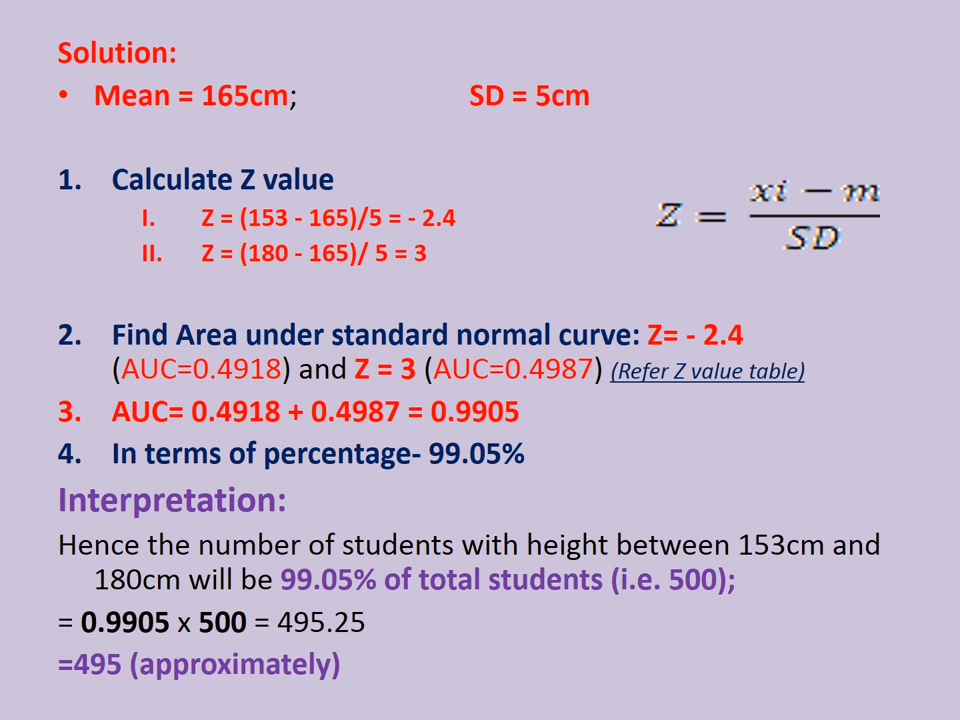 Solution:
• Mean = 165cm; SD = 5cm
1. Calculate Z value
I. Z = (153 - 165)/5 = - 2.4
II. Z = (180 - 165)/ 5 = 3
Z = (xi − m) / SD
2. Find Area under standard normal curve: Z= - 2.4
(AUC=0.4918) and Z = 3 (AUC=0.4987) (Refer Z value table)
3. AUC= 0.4918 + 0.4987 = 0.9905
4. In terms of percentage- 99.05%
Interpretation:
Hence the number of students with height between 153cm and
180cm will be 99.05% of total students (i.e. 500);
= 0.9905 x 500 = 495.25
=495 (approximately)